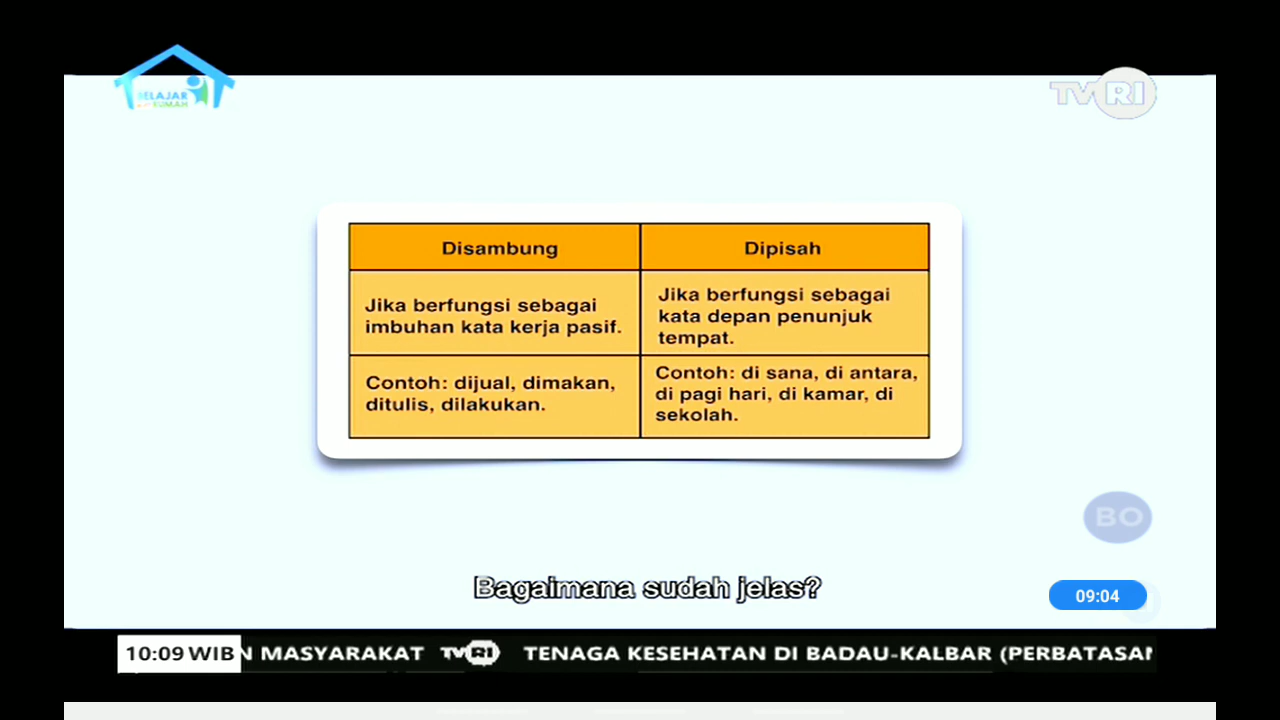 BELAJAR
RUMAH
TVRI
Disambung
Dipisah
Jika berfungsi sebagai
imbuhan kata kerja pasif.
Jika berfungsi sebagai
kata depan penunjuk
tempat.
Contoh: dijual, dimakan,
ditulis, dilakukan.
Contoh: di sana, di antara,
di pagi hari, di kamar, di
sekolah.
BO
Bagaimana sudah jelas?
09:04
10:09 WIB N MASYARAKAT TVRI TENAGA KESEHATAN DI BADAU-KALBAR (PERBATASAN